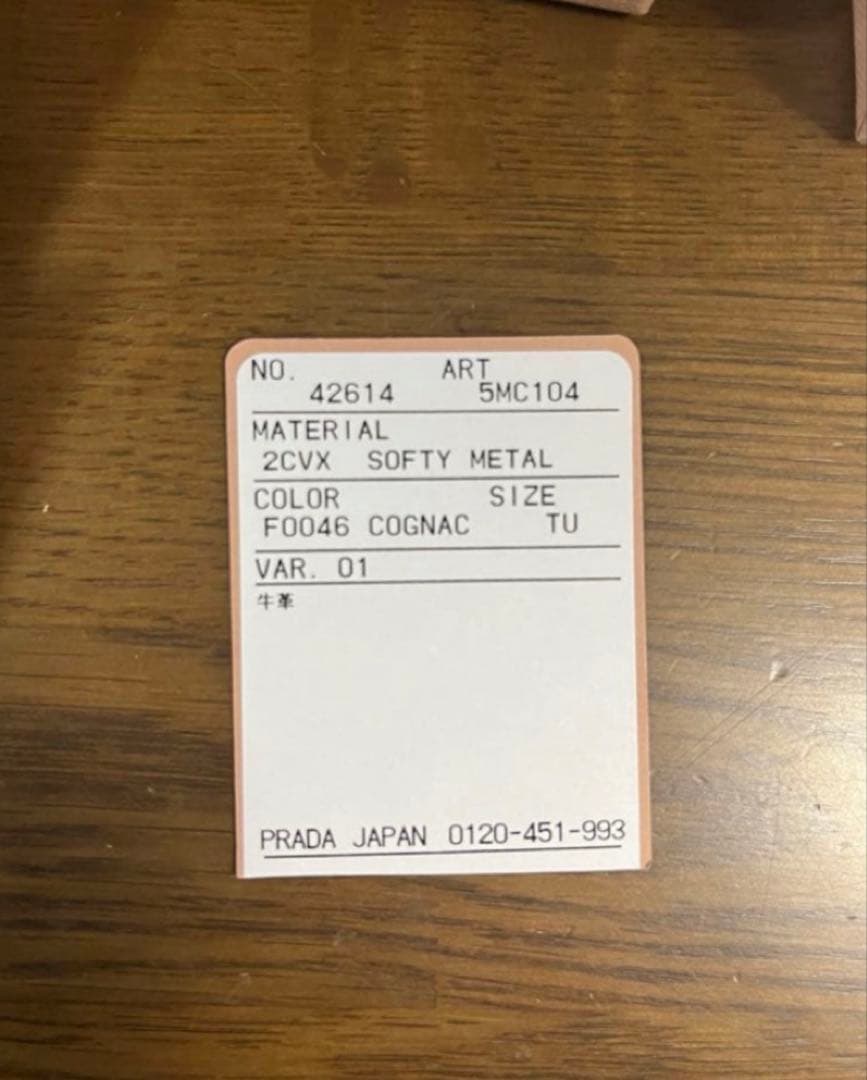 NO. ART
42614 5MC104
MATERIAL
2CVX SOFTY METAL
COLOR SIZE
F0046 COGNAC TU
VAR. 01
牛革
PRADA JAPAN 0120-451-993